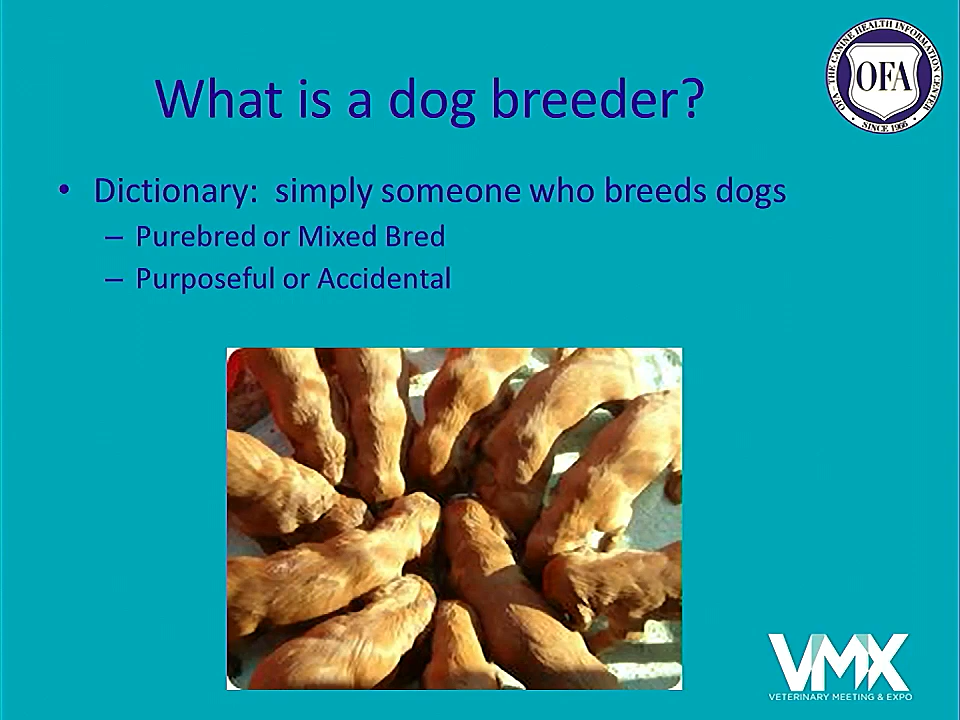 What is a dog breeder?
OFA – THE CANINE HEALTH INFORMATION CENTER
OFA
• SINCE 1966 •
• Dictionary: simply someone who breeds dogs
– Purebred or Mixed Bred
– Purposeful or Accidental
VMX
VETERINARY MEETING & EXPO